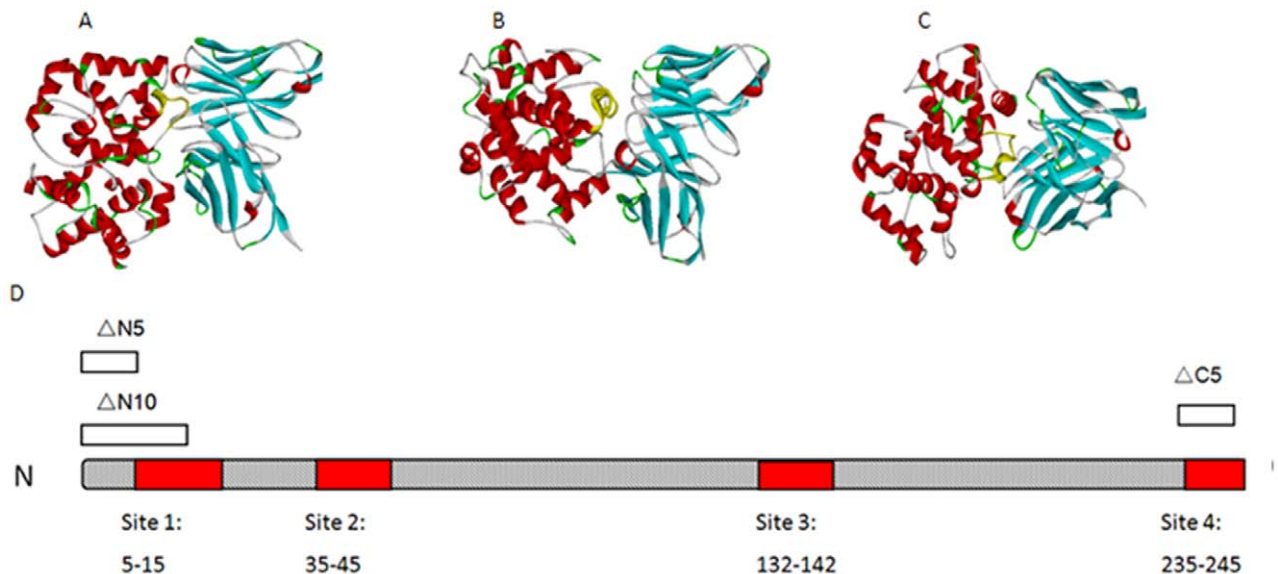 A
B
C
D
△N5
△N10
△C5
N
Site 1:
Site 2:
Site 3:
Site 4:
5-15
35-45
132-142
235-245